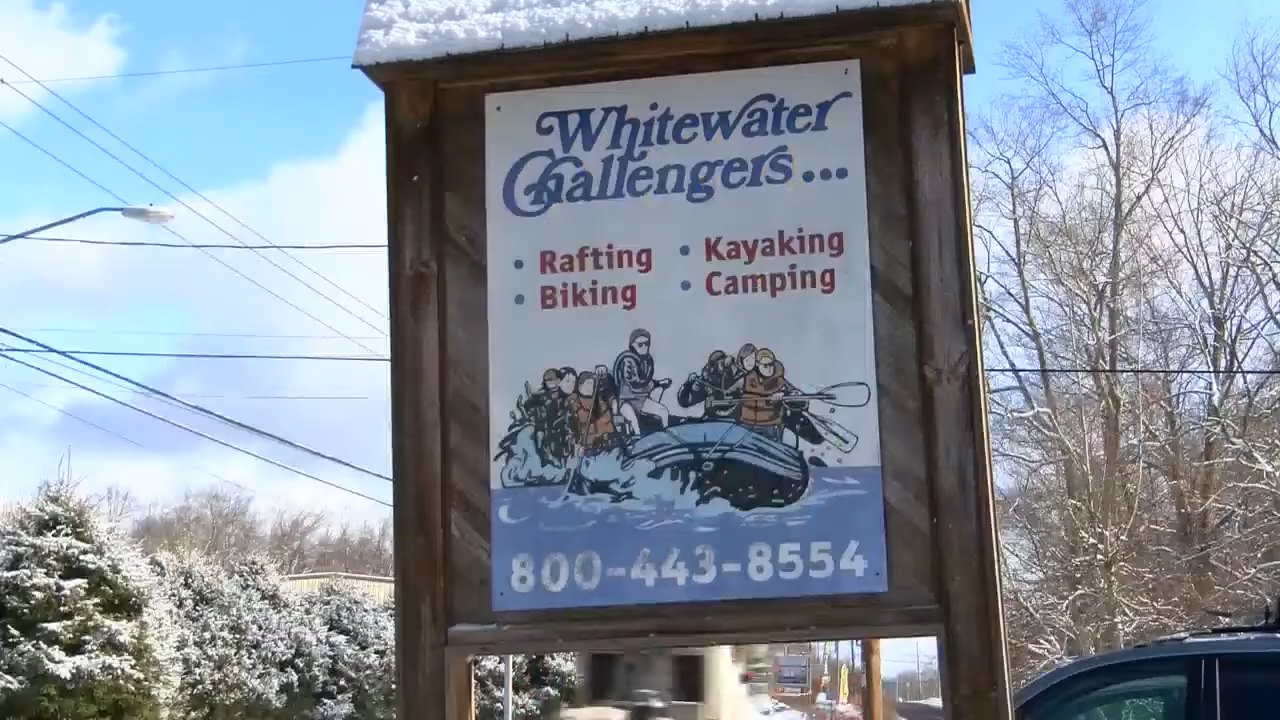 Whitewater
Challengers...
• Rafting • Kayaking
• Biking • Camping
800-443-8554